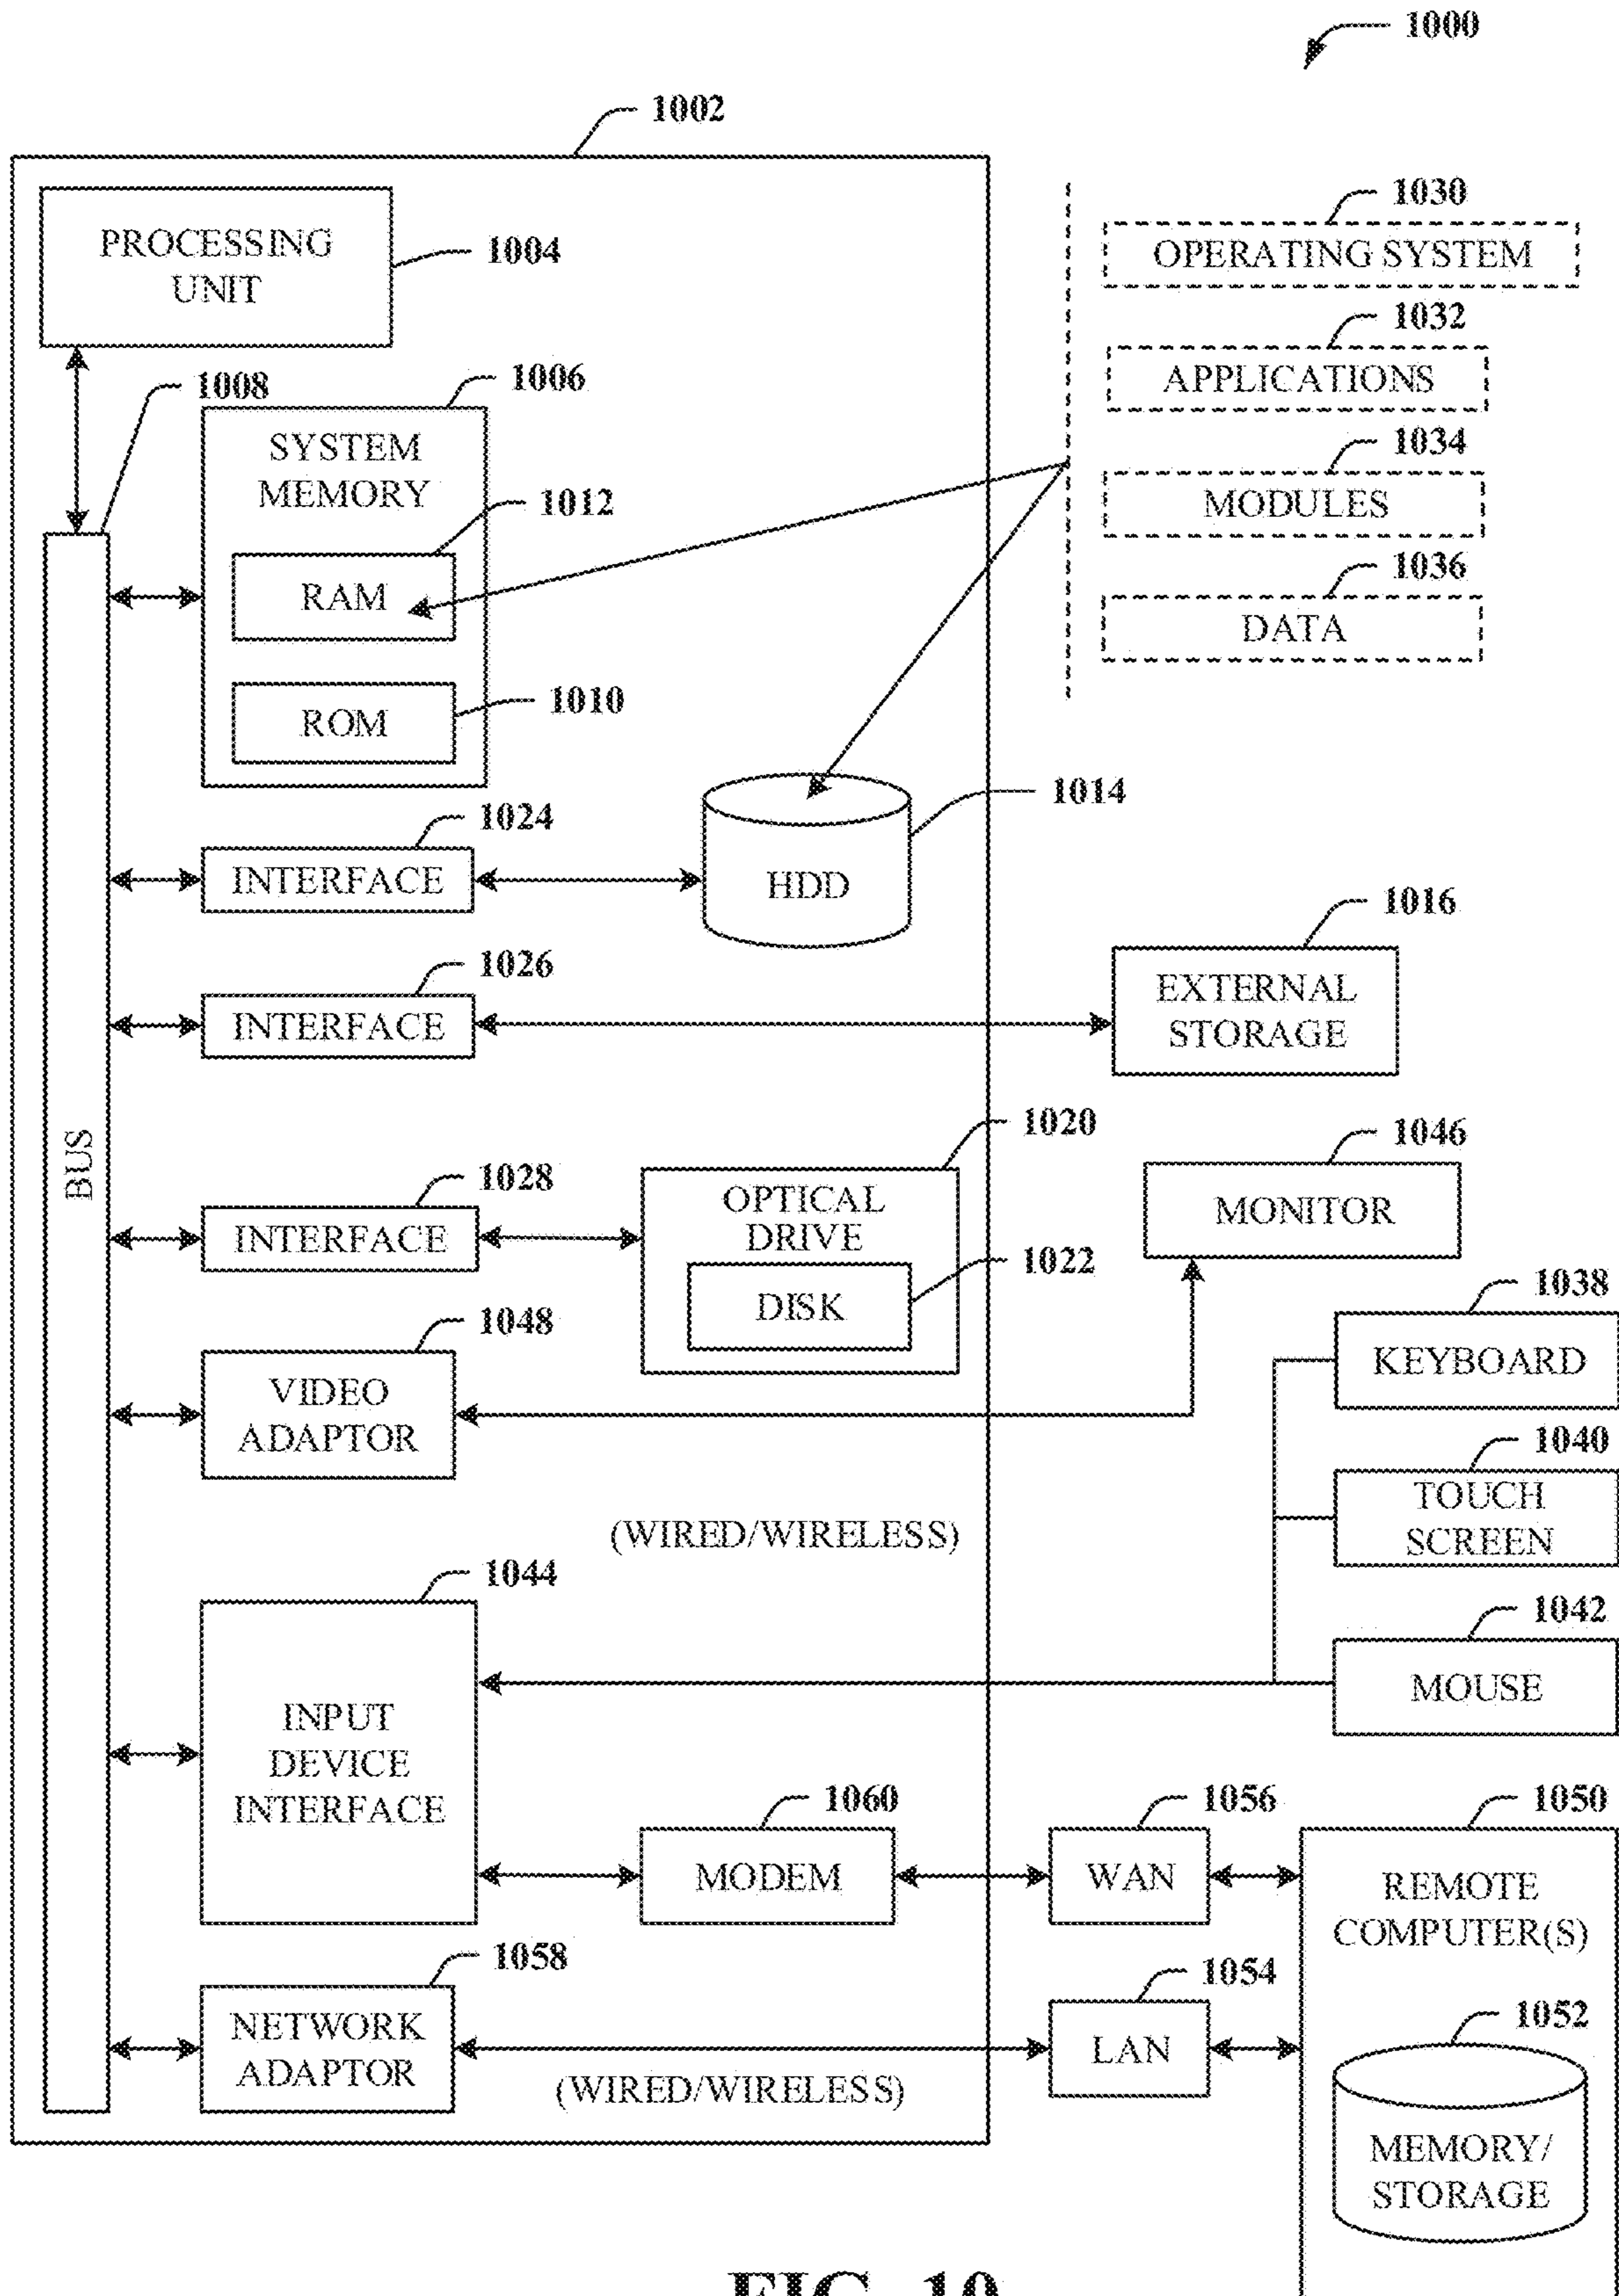 1000
1002
PROCESSING
UNIT
1004
1030
OPERATING SYSTEM
1032
APPLICATIONS
1034
MODULES
1036
DATA
1008
1006
SYSTEM
MEMORY
1012
RAM
1010
ROM
1014
HDD
1024
INTERFACE
1026
INTERFACE
1016
EXTERNAL
STORAGE
BUS
1028
INTERFACE
1020
OPTICAL
DRIVE
1022
DISK
1046
MONITOR
1048
VIDEO
ADAPTOR
1038
KEYBOARD
1040
TOUCH
SCREEN
(WIRED/WIRELESS)
1042
MOUSE
1044
INPUT
DEVICE
INTERFACE
1060
MODEM
1056
WAN
1050
REMOTE
COMPUTER(S)
1058
NETWORK
ADAPTOR
(WIRED/WIRELESS)
1054
LAN
1052
MEMORY/
STORAGE
FIG. 10